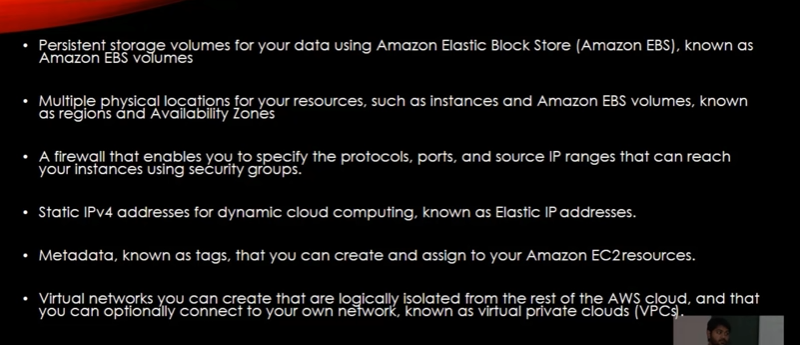 • Persistent storage volumes for your data using Amazon Elastic Block Store (Amazon EBS), known as
Amazon EBS volumes
• Multiple physical locations for your resources, such as instances and Amazon EBS volumes, known
as regions and Availability Zones
• A firewall that enables you to specify the protocols, ports, and source IP ranges that can reach
your instances using security groups.
• Static IPv4 addresses for dynamic cloud computing, known as Elastic IP addresses.
• Metadata, known as tags, that you can create and assign to your Amazon EC2 resources.
• Virtual networks you can create that are logically isolated from the rest of the AWS cloud, and that
you can optionally connect to your own network, known as virtual private clouds (VPCs).